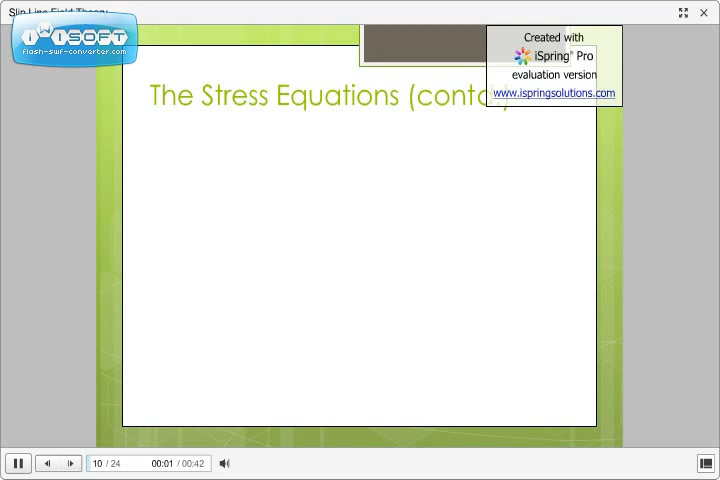 Slip Line Field Theory
iWiSOFT
flash-swf-converter.com
Created with
iSpring® Pro
evaluation version
www.ispringsolutions.com
The Stress Equations (contd.)
10 / 24
00:01 / 00:42